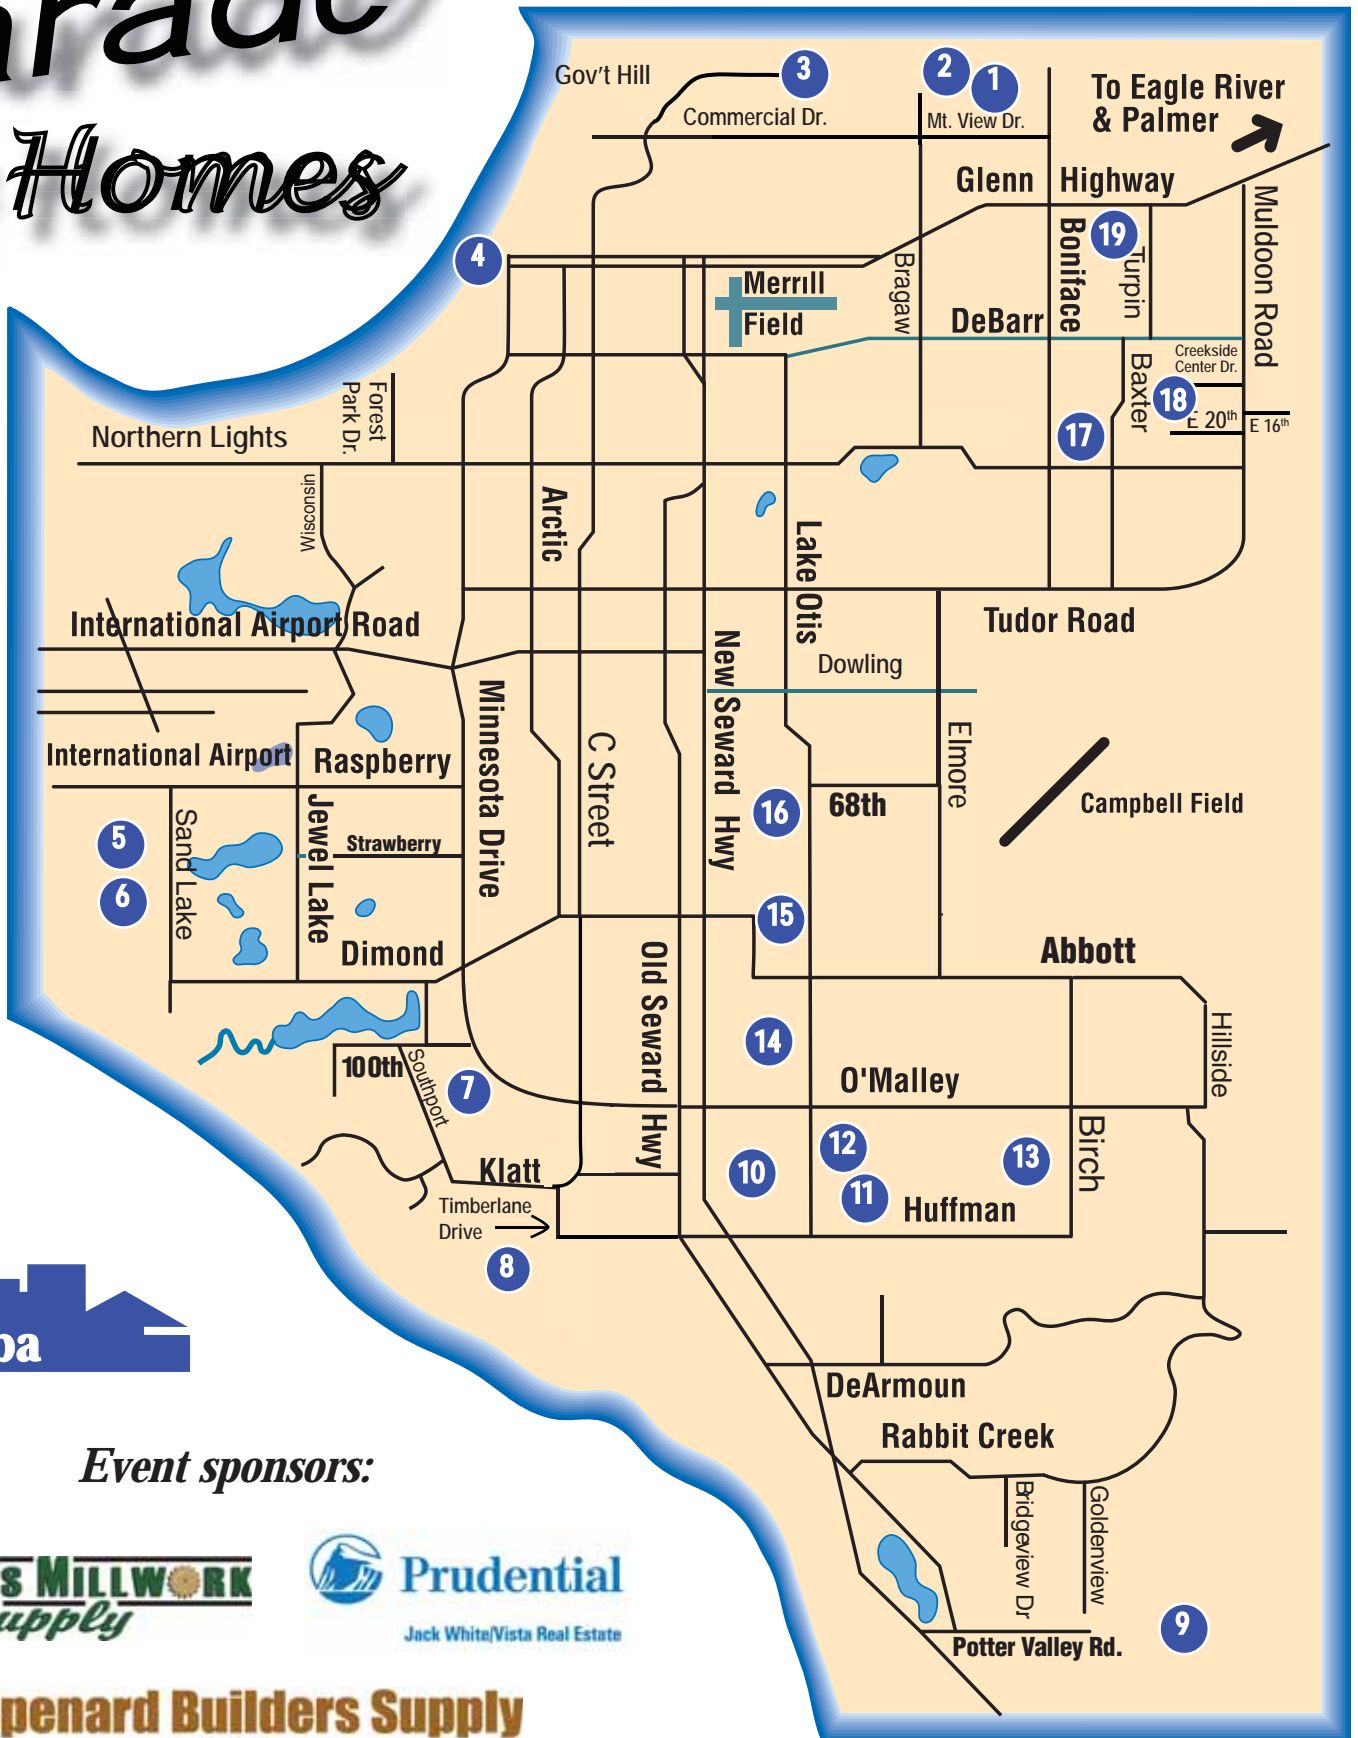 Homes
Gov't Hill
3
2
1
To Eagle River
& Palmer
Commercial Dr.
Mt. View Dr.
Glenn Highway
Muldoon Road
Boniface
19
Turpin
4
Bragaw
Merrill
Field
DeBarr
Creekside
Center Dr.
Baxter
18
E 20th
E 16th
17
Forest
Park Dr.
Northern Lights
Wisconsin
Arctic
Lake Otis
International Airport Road
Tudor Road
New Seward Hwy
Dowling
Minnesota Drive
C Street
Elmore
International Airport
Raspberry
68th
Campbell Field
16
5
6
Sand Lake
Jewel Lake
Strawberry
15
Dimond
Old Seward Hwy
Abbott
14
Hillside
100th
Southport
7
O'Malley
Birch
12
13
10
11
Klatt
Huffman
Timberlane
Drive
8
DeArmoun
Rabbit Creek
Bridgeview Dr
Goldenview
9
Potter Valley Rd.
Event sponsors:
S MILLWORK
upply
Prudential
Jack White/Vista Real Estate
penard Builders Supply